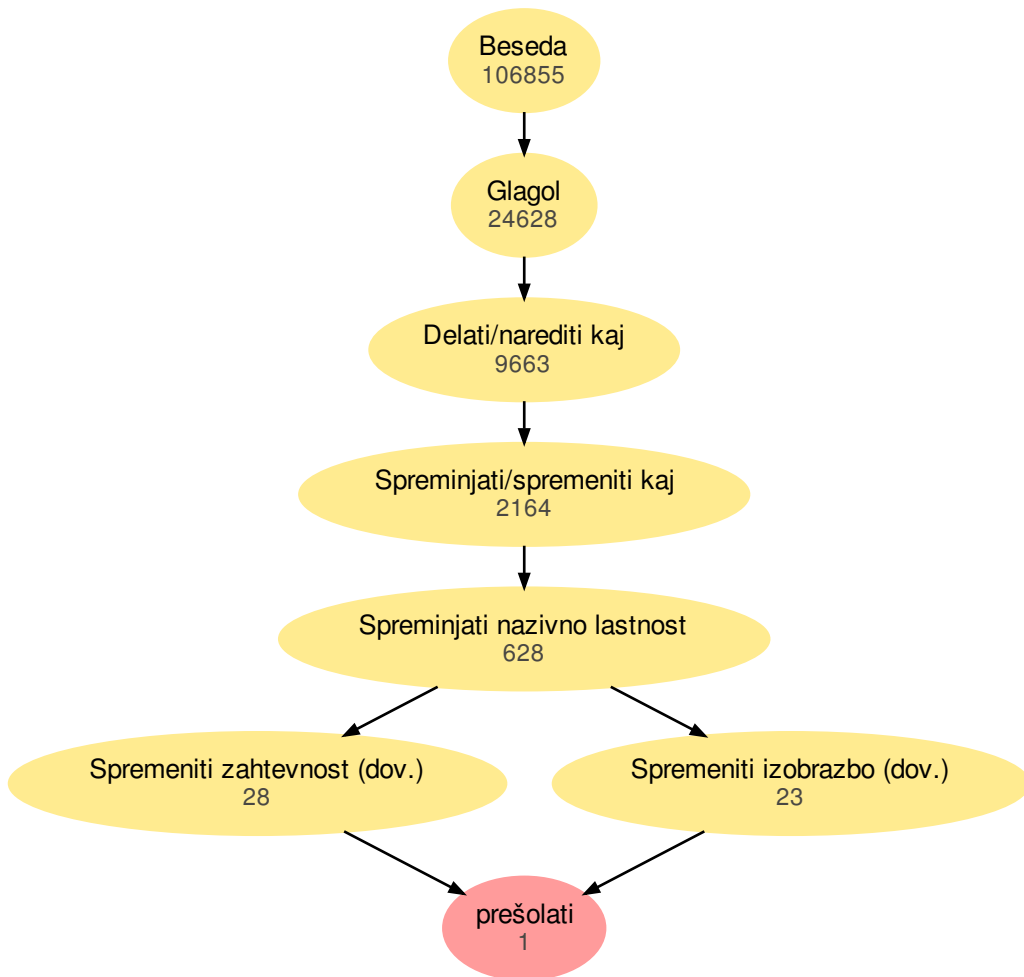 Beseda
106855
Glagol
24628
Delati/narediti kaj
9663
Spreminjati/spremeniti kaj
2164
Spreminjati nazivno lastnost
628
Spremeniti zahtevnost (dov.)
28
Spremeniti izobrazbo (dov.)
23
prešolati
1